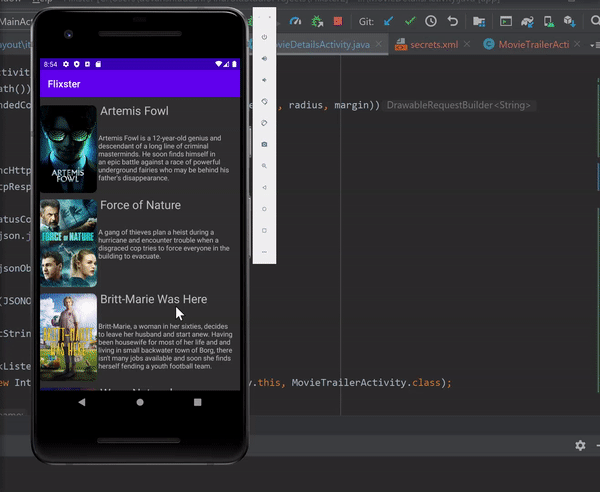 MainAc
Git:
ayout\it
ovieDetailsActivity.java
secrets.xml
MovieTrailerActi
ctivit
ath())
ndedCo
, radius, margin)) DrawableRequestBuilder<String>
ncHttp
tpResp
atusCo
json.j
jsonOb
(JSONO
tStrin
kListe
ew Int
y.this, MovieTrailerActivity.class);
8:54
Flixster
Artemis Fowl
Artemis Fowl is a 12-year-old genius and
descendant of a long line of criminal
masterminds. He soon finds himself in
an epic battle against a race of powerful
underground fairies who may be behind his
father's disappearance.
ARTEMIS
FOWL
Force of Nature
A gang of thieves plan a heist during a
hurricane and encounter trouble when a
disgraced cop tries to force everyone in the
building to evacuate.
FORCE OF NATURE
Britt-Marie Was Here
Britt-Marie, a woman in her sixties, decides
to leave her husband and start anew. Having
been housewife for most of her life and and
living in small backwater town of Borg, there
isn't many jobs available and soon she finds
herself fending a youth football team.
BRITT-MARIE
WAS HERE